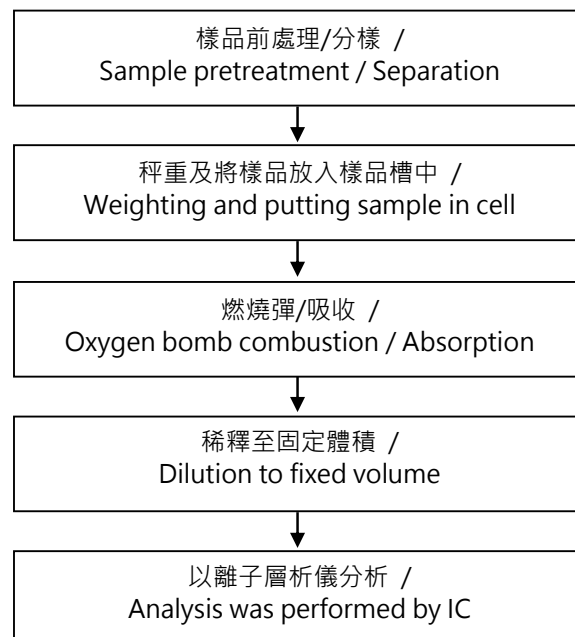 樣品前處理/分樣 /
Sample pretreatment / Separation
秤重及將樣品放入樣品槽中 /
Weighting and putting sample in cell
燃燒彈/吸收 /
Oxygen bomb combustion / Absorption
稀釋至固定體積 /
Dilution to fixed volume
以離子層析儀分析 /
Analysis was performed by IC